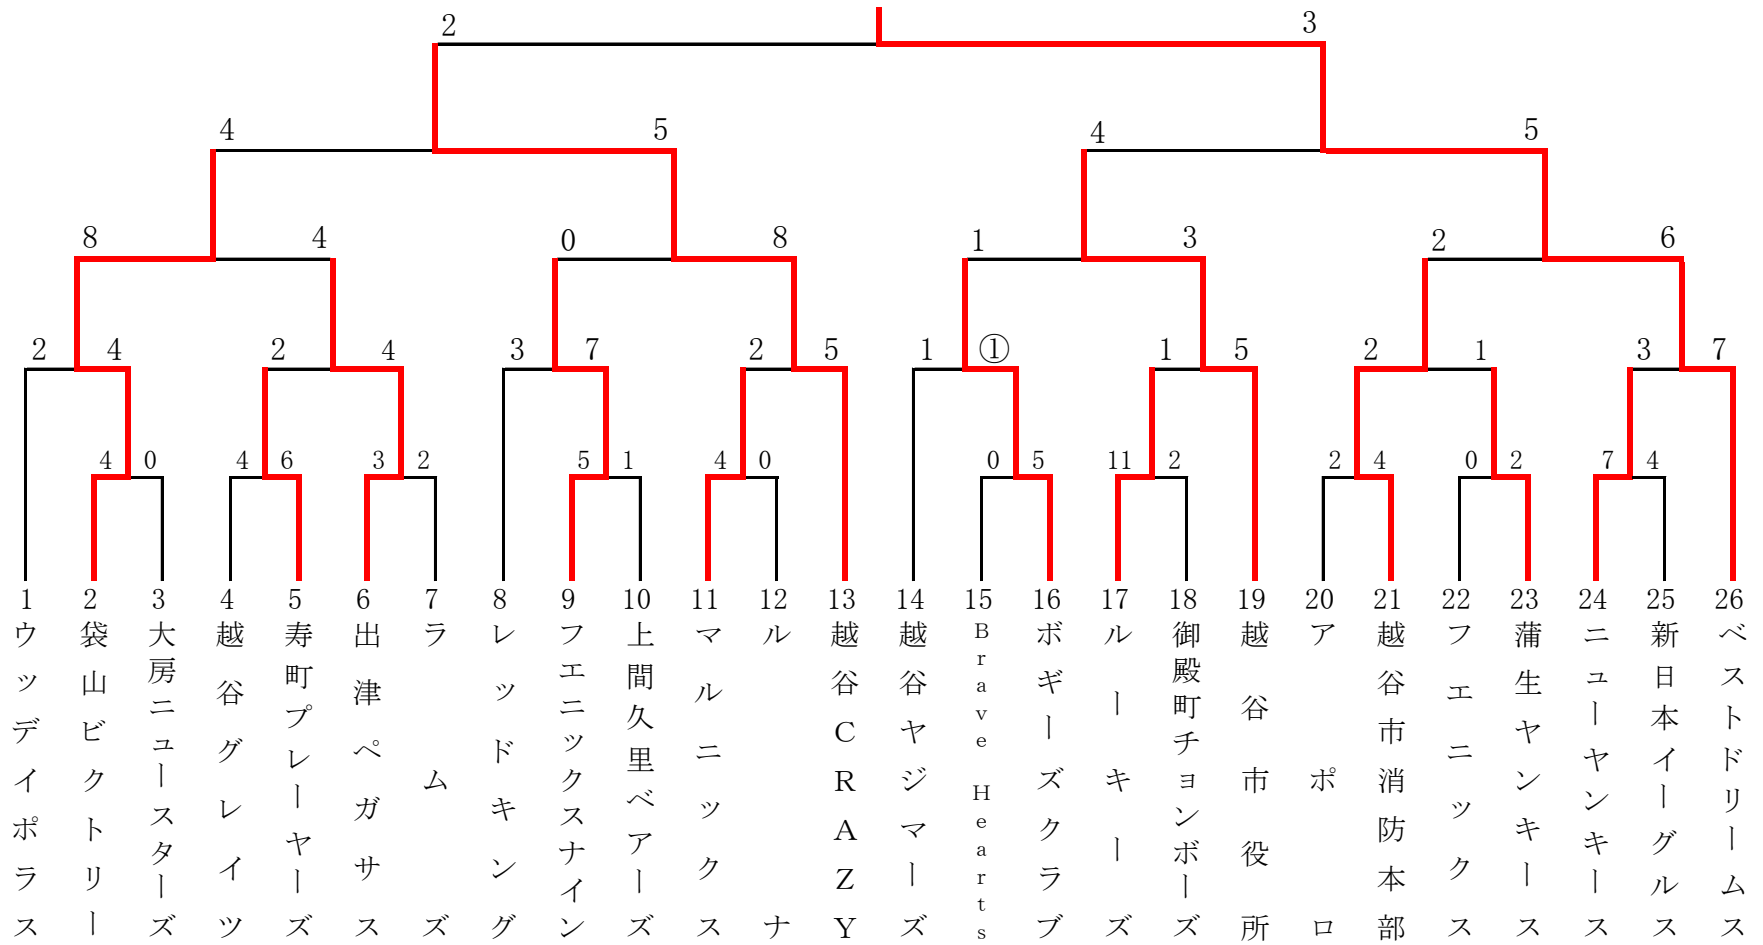 2 3
4 5 4 5
8 4 0 8 1 3 2 6
2 4 2 4 3 7 2 5 1 ① 1 5 2 1 3 7
4 0 4 6 3 2 5 1 4 0 0 5 11 2 2 4 0 2 7 4
1 2 3 4 5 6 7 8 9 10 11 12 13 14 15 16 17 18 19 20 21 22 23 24 25 26
ウッデイポラス
袋山ビクトリー
大房ニュースターズ
越谷グレイツ
寿町プレーヤーズ
出津ペガサス
ラムズ
レッドキング
フエニックスナイン
上間久里ベアーズ
マルニックス
ルナ
越谷CRAZY
越谷ヤジマーズ
Brave Hearts
ボギーズクラブ
ルーキーズ
御殿町チョンボーズ
越谷市役所
アポロ
越谷市消防本部
フエニックス
蒲生ヤンキース
ニューヤンキース
新日本イーグルス
ベストドリームス